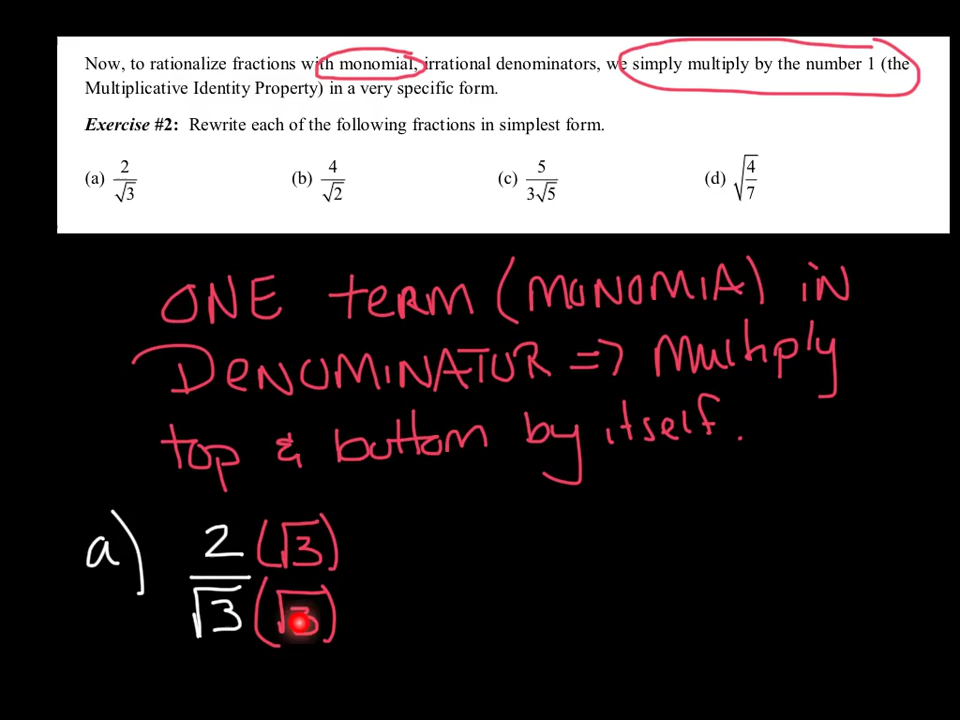 Now, to rationalize fractions with monomial, irrational denominators, we simply multiply by the number 1 (the
Multiplicative Identity Property) in a very specific form.
Exercise #2: Rewrite each of the following fractions in simplest form.
(a) 2/√3 (b) 4/√2 (c) 5/3√5 (d) √4/7
ONE term (MONOMIA) IN
DENOMINATOR => Multiply
top & bottom by itself.
a) 2(√3)
√3(√3)